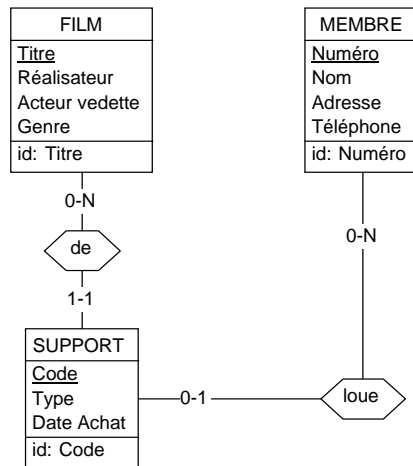 FILM
Titre
Réalisateur
Acteur vedette
Genre
id: Titre
MEMBRE
Numéro
Nom
Adresse
Téléphone
id: Numéro
0-N
de
1-1
0-N
SUPPORT
Code
Type
Date Achat
id: Code
0-1
loue